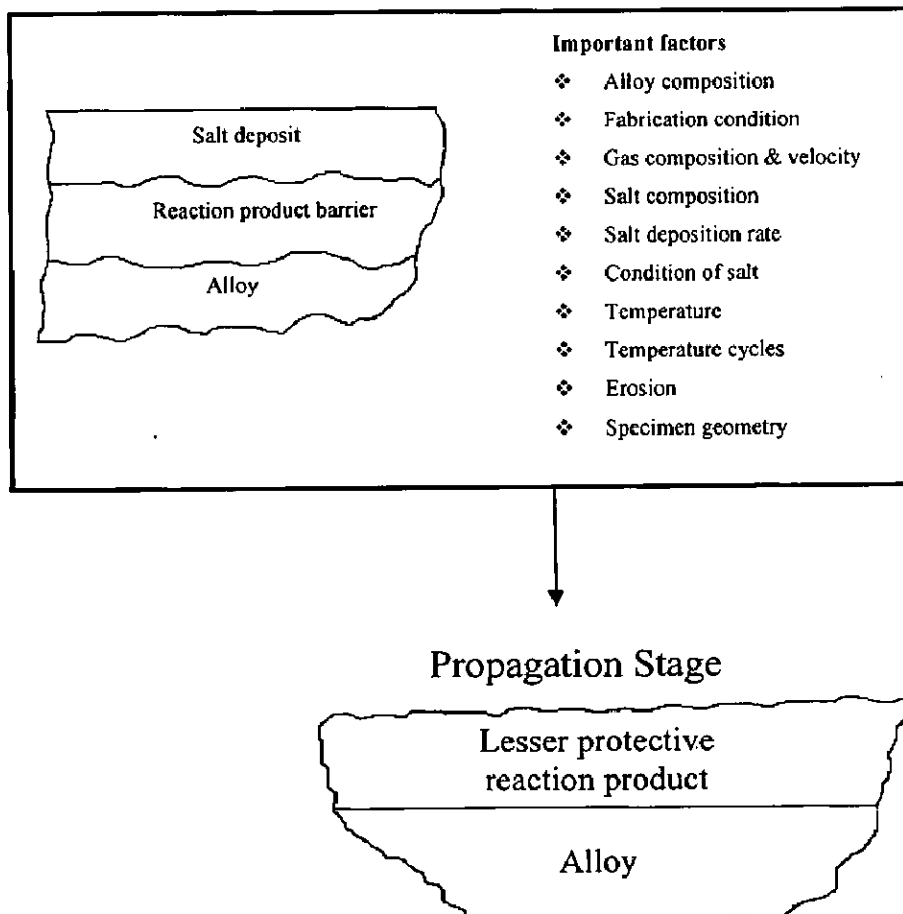 Important factors
❖ Alloy composition
❖ Fabrication condition
❖ Gas composition & velocity
❖ Salt composition
❖ Salt deposition rate
❖ Condition of salt
❖ Temperature
❖ Temperature cycles
❖ Erosion
❖ Specimen geometry
Salt deposit
Reaction product barrier
Alloy
Propagation Stage
Lesser protective
reaction product
Alloy